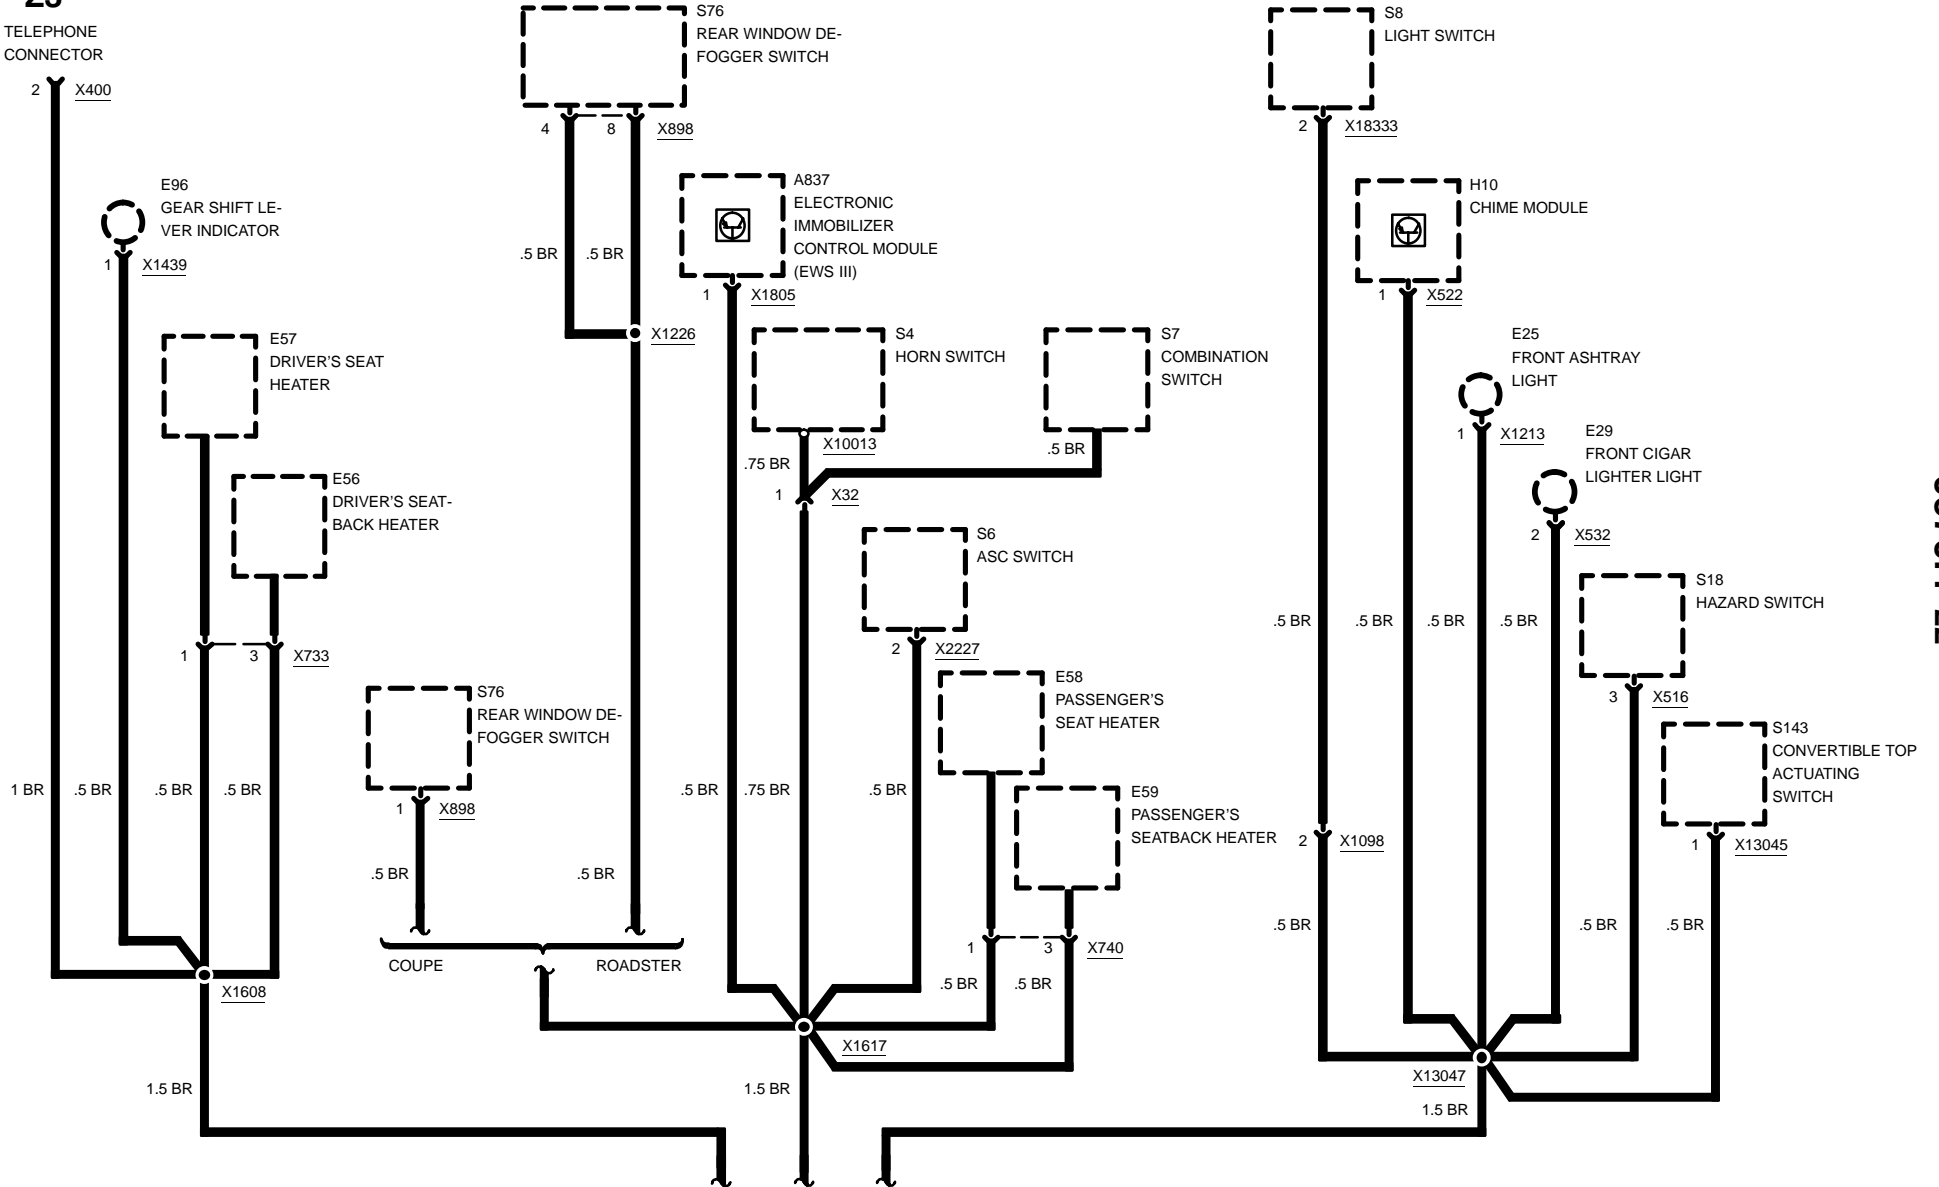 TELEPHONE
CONNECTOR
2 X400
E96
GEAR SHIFT LE-
VER INDICATOR
1 X1439
E57
DRIVER'S SEAT
HEATER
E56
DRIVER'S SEAT-
BACK HEATER
1 3 X733
1 BR .5 BR .5 BR .5 BR
X1608
1.5 BR
S76
REAR WINDOW DE-
FOGGER SWITCH
4 8 X898
.5 BR .5 BR
X1226
S76
REAR WINDOW DE-
FOGGER SWITCH
1 X898
.5 BR .5 BR
COUPE ROADSTER
A837
ELECTRONIC
IMMOBILIZER
CONTROL MODULE
(EWS III)
1 X1805
S4
HORN SWITCH
X10013
.75 BR
S7
COMBINATION
SWITCH
.5 BR
1 X32
S6
ASC SWITCH
2 X2227
E58
PASSENGER'S
SEAT HEATER
.5 BR .75 BR .5 BR
E59
PASSENGER'S
SEATBACK HEATER
1 3 X740
.5 BR .5 BR
X1617
1.5 BR
S8
LIGHT SWITCH
2 X18333
H10
CHIME MODULE
1 X522
E25
FRONT ASHTRAY
LIGHT
1 X1213
E29
FRONT CIGAR
LIGHTER LIGHT
2 X532
S18
HAZARD SWITCH
.5 BR .5 BR .5 BR .5 BR
3 X516
S143
CONVERTIBLE TOP
ACTUATING
SWITCH
2 X1098
1 X13045
.5 BR .5 BR .5 BR
X13047
1.5 BR